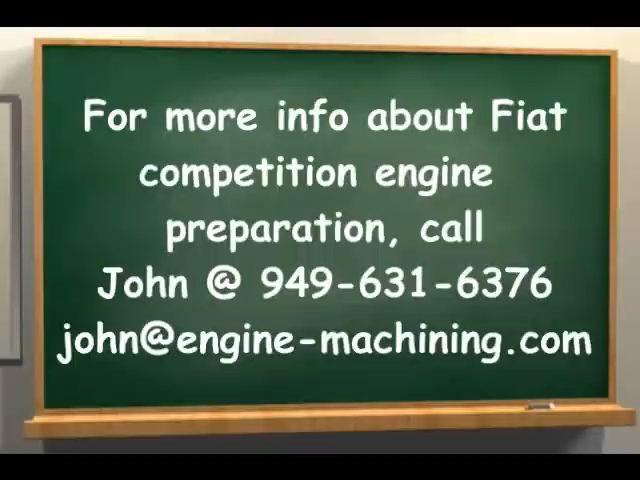 For more info about Fiat
competition engine
preparation, call
John @ 949-631-6376
john@engine-machining.com